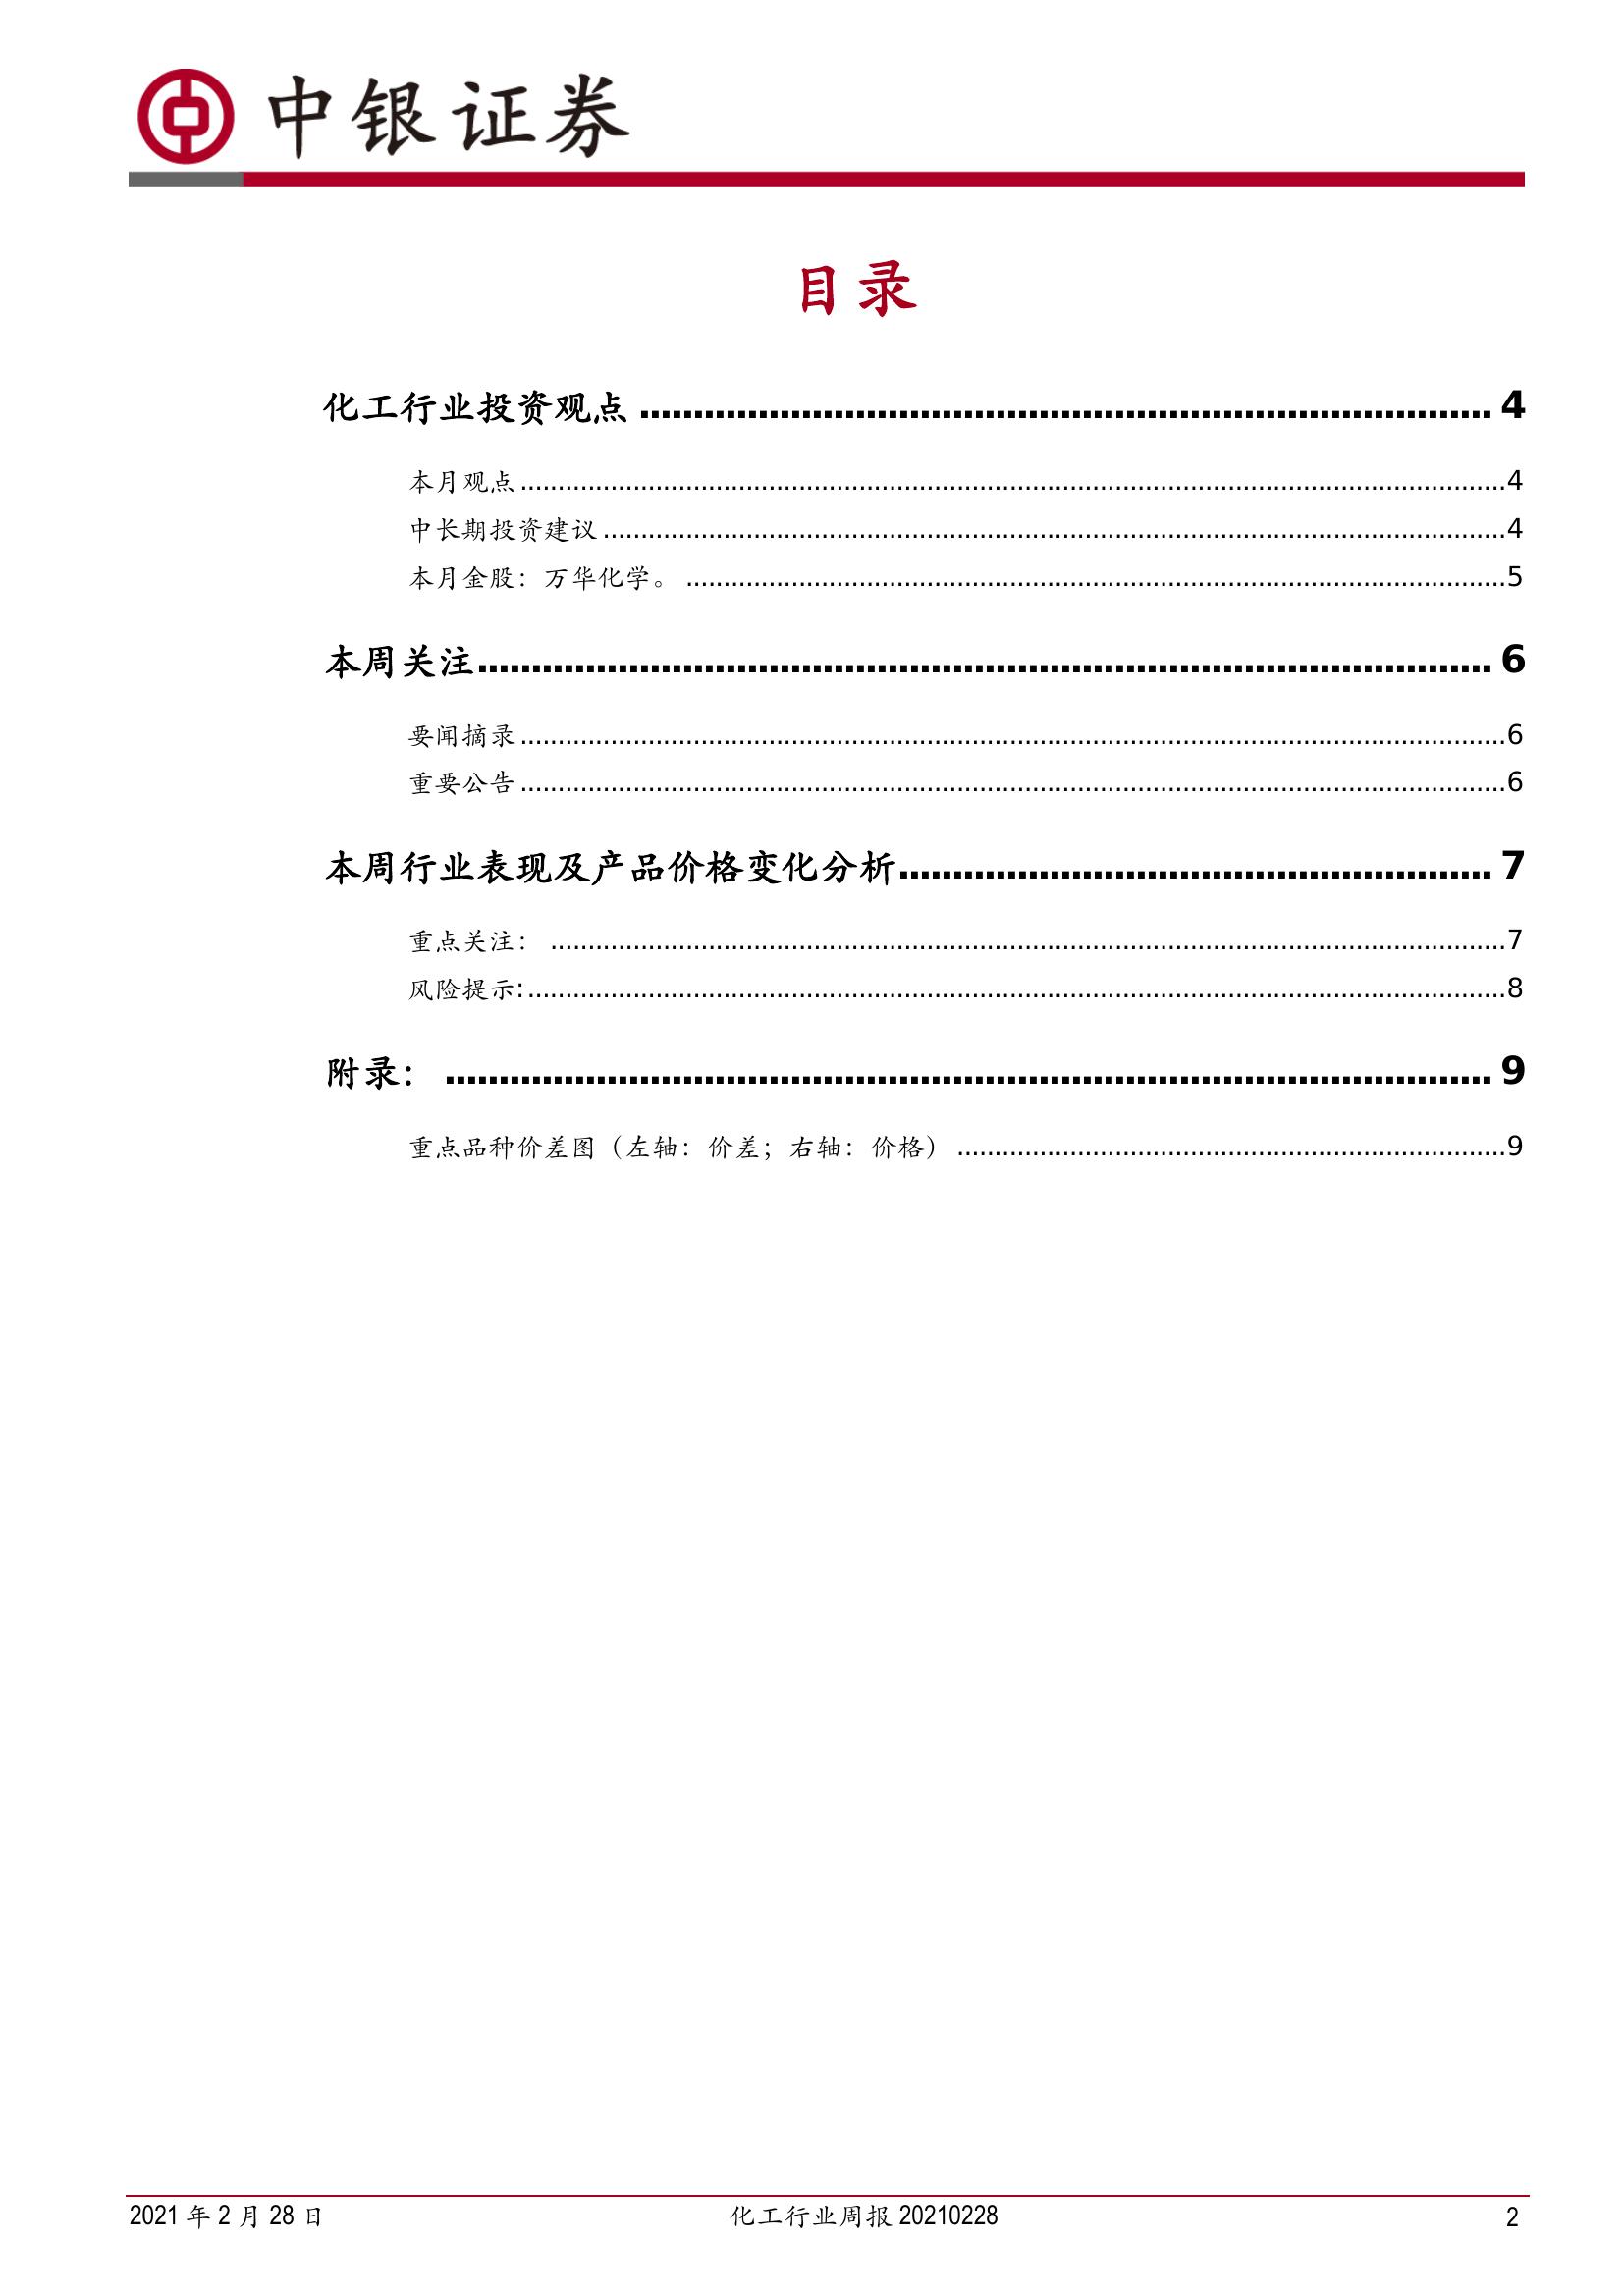 中银证券
目录
化工行业投资观点 ........................................................................... 4
本月观点 ........................................................................... 4
中长期投资建议 ........................................................................... 4
本月金股：万华化学。 ........................................................................... 5
本周关注 ........................................................................... 6
要闻摘录 ........................................................................... 6
重要公告 ........................................................................... 6
本周行业表现及产品价格变化分析 ........................................................................... 7
重点关注： ........................................................................... 7
风险提示: ........................................................................... 8
附录： ........................................................................... 9
重点品种价差图（左轴：价差；右轴：价格） ........................................................................... 9
2021 年 2 月 28 日 化工行业周报 20210228 2